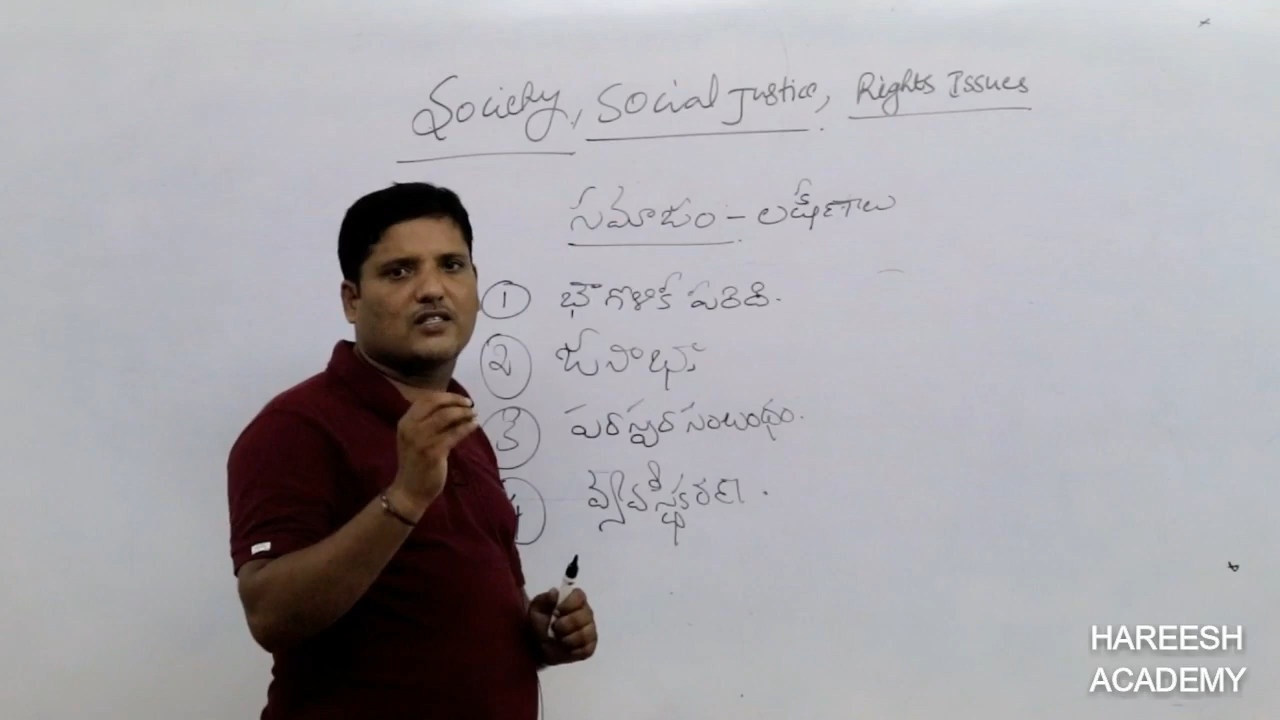 Society, Social Justice, Rights Issues
సమాజం - లక్షణాలు
① భౌగోళిక పరిధి.
② జనాభా
③ పరస్పర సంబంధం.
4 వ్యవస్థీకరణ.
HAREESH
ACADEMY